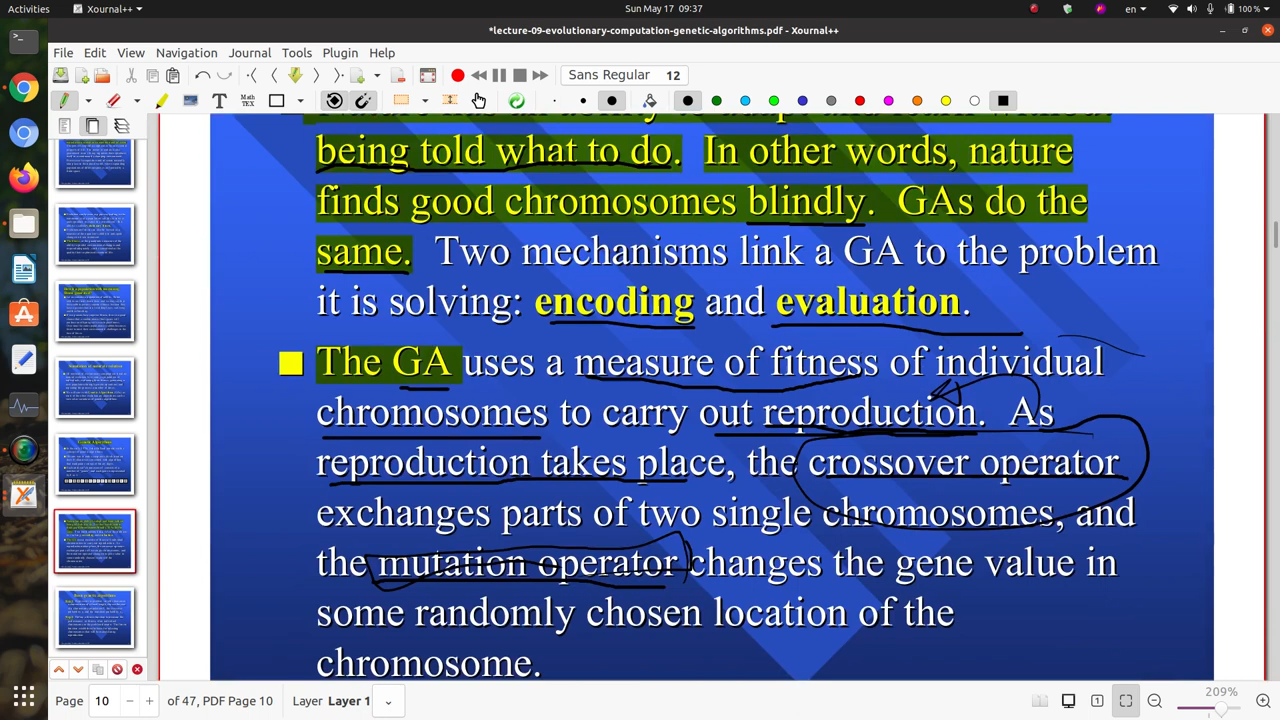 Activities
Xournal++
Sun May 17 09:37
en
100 %
*lecture-09-evolutionary-computation-genetic-algorithms.pdf - Xournal++
File Edit View Navigation Journal Tools Plugin Help
Sans Regular 12
being told what to do. In other words, nature
finds good chromosomes blindly. GAs do the
same. Two mechanisms link a GA to the problem
it is solving: encoding and evaluation.
The GA uses a measure of fitness of individual
chromosomes to carry out reproduction. As
reproduction takes place, the crossover operator
exchanges parts of two single chromosomes, and
the mutation operator changes the gene value in
some randomly chosen location of the
chromosome.
Page 10 of 47, PDF Page 10 Layer Layer 1
209%